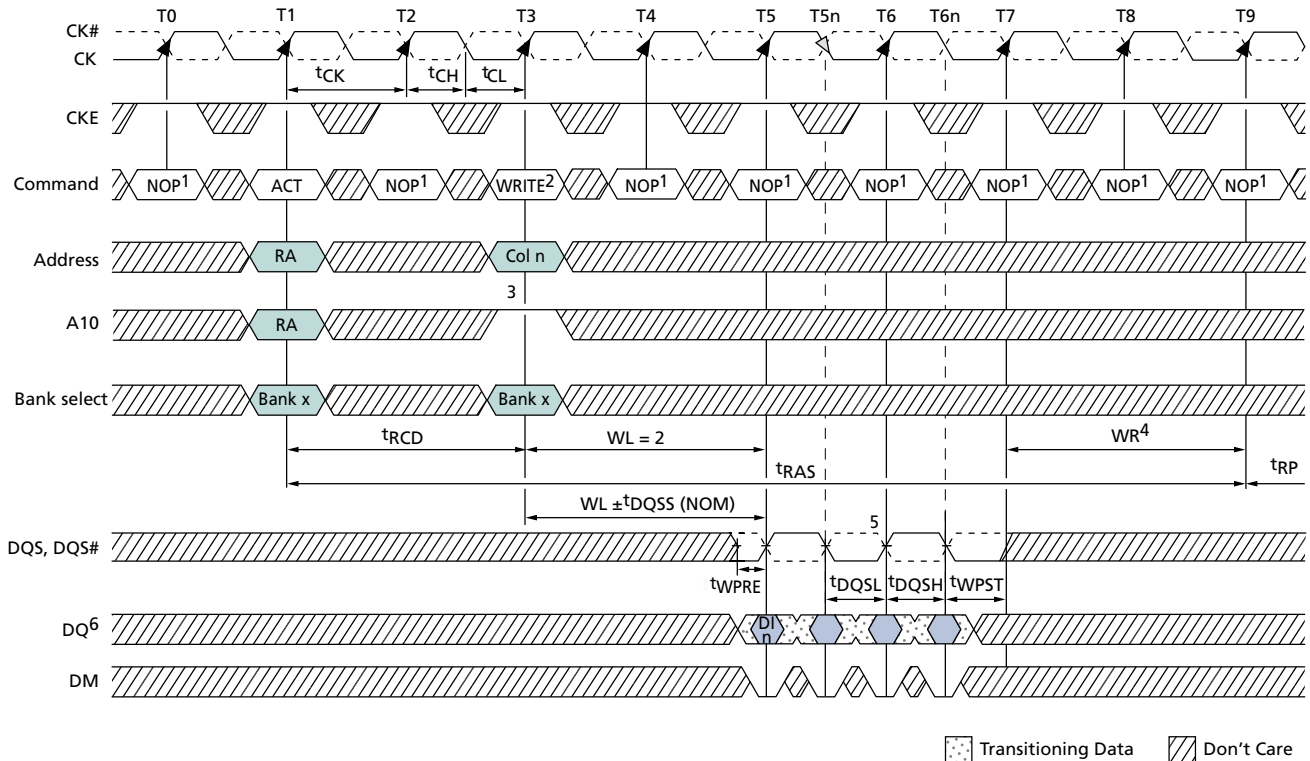 T0 T1 T2 T3 T4 T5 T5n T6 T6n T7 T8 T9
CK#
CK
tCK tCH tCL
CKE
Command NOP1 ACT NOP1 WRITE2 NOP1 NOP1 NOP1 NOP1 NOP1 NOP1
Address RA Col n
3
A10 RA
Bank select Bank x Bank x
tRCD WL = 2 WR4
tRAS tRP
WL ±tDQSS (NOM)
5
DQS, DQS#
tWPRE tDQSL tDQSH tWPST
DQ6 DI n
DM
Transitioning Data Don't Care